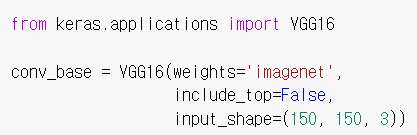 from keras.applications import VGG16

conv_base = VGG16(weights='imagenet',
                  include_top=False,
                  input_shape=(150, 150, 3))